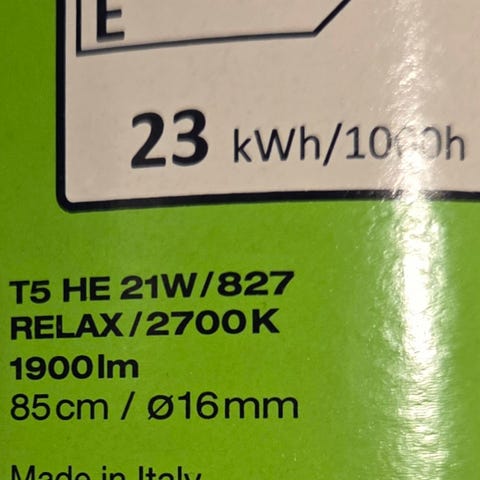 E
23 kWh/1000h
T5 HE 21W/827
RELAX/2700K
1900lm
85cm / ø16mm
Made in Italy